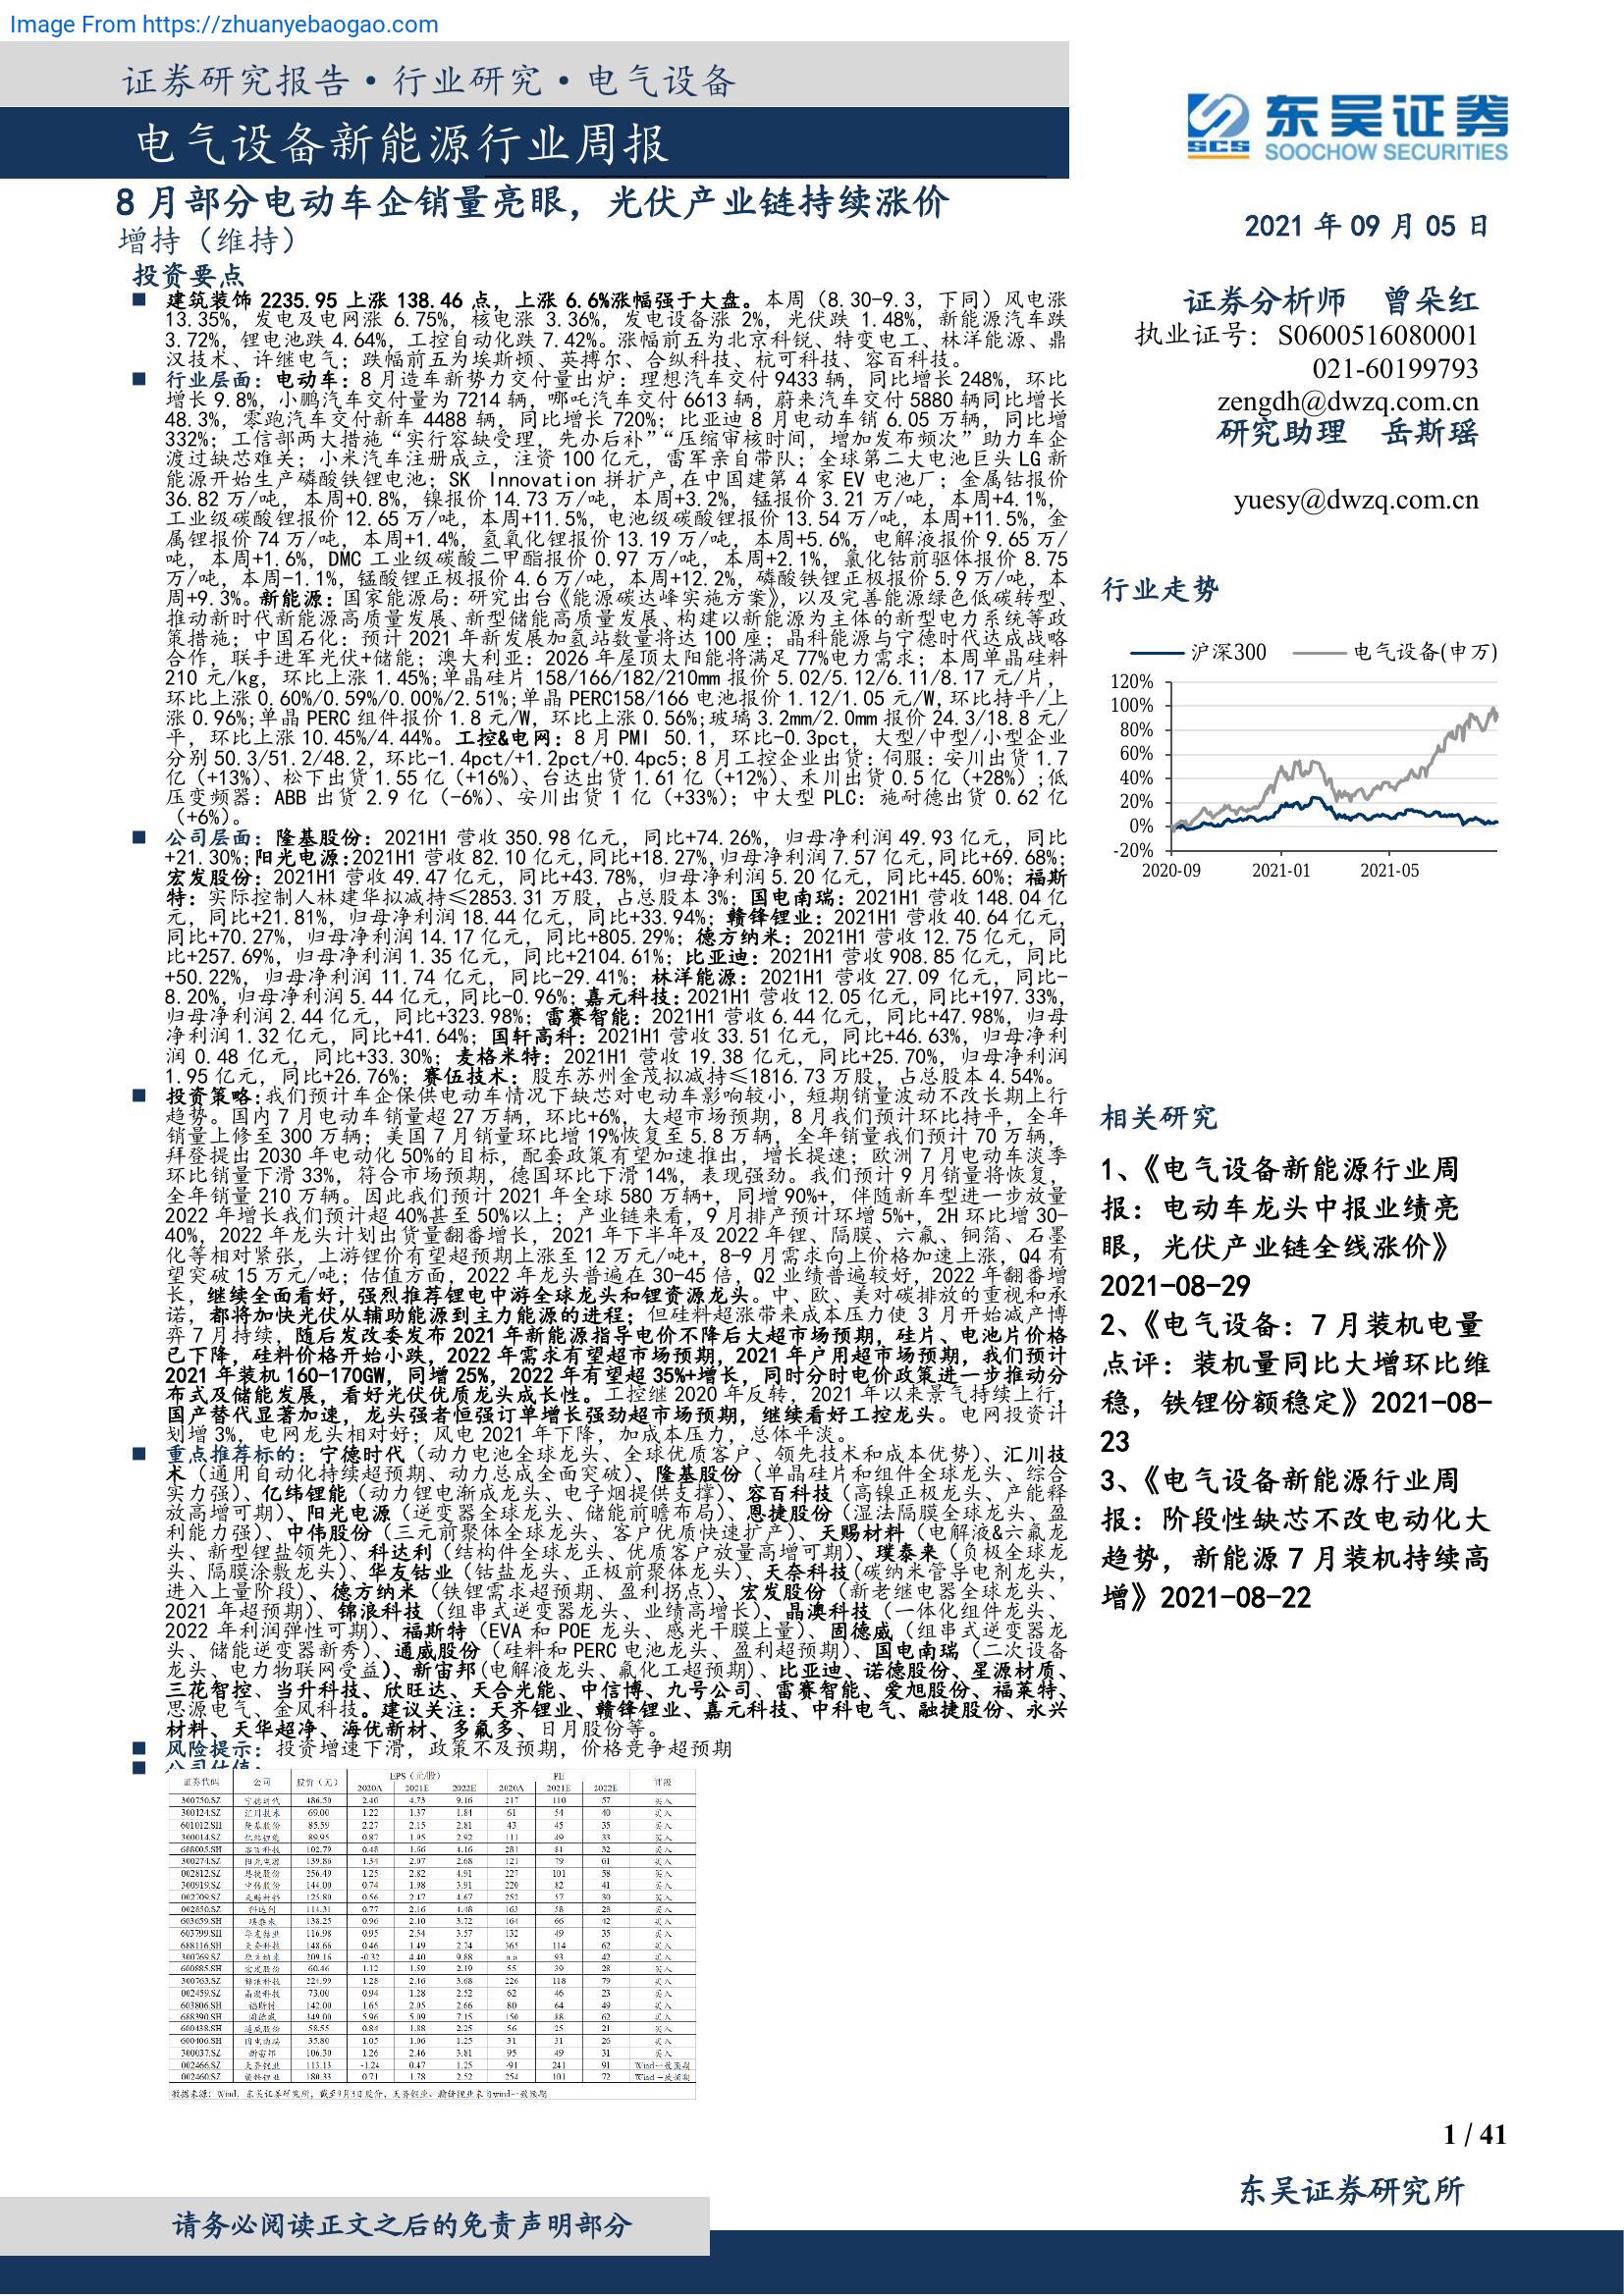 Image From https://zhuanyebaogao.com
证券研究报告·行业研究·电气设备
电气设备新能源行业周报
东吴证券
SCS
SOOCHOW SECURITIES
8 月部分电动车企销量亮眼，光伏产业链持续涨价
增持（维持）
投资要点
■ 建筑装饰 2235.95 上涨 138.46 点，上涨 6.6%涨幅强于大盘。本周（8.30-9.3，下同）风电涨
13.35%，发电及电网涨 6.75%，核电涨 3.36%，发电设备涨 2%，光伏跌 1.48%，新能源汽车跌
3.72%，锂电池跌 4.64%，工控自动化跌 7.42%。涨幅前五为北京科锐、特变电工、林洋能源、鼎
汉技术、许继电气；跌幅前五为埃斯顿、英搏尔、合纵科技、杭可科技、容百科技。
■ 行业层面：电动车：8 月造车新势力交付量出炉：理想汽车交付 9433 辆，同比增长 248%，环比
增长 9.8%，小鹏汽车交付量为 7214 辆，哪吒汽车交付 6613 辆，蔚来汽车交付 5880 辆同比增长
48.3%，零跑汽车交付新车 4488 辆，同比增长 720%；比亚迪 8 月电动车销 6.05 万辆，同比增
332%；工信部两大措施“实行容缺受理，先办后补”“压缩审核时间，增加发布频次”助力车企
渡过缺芯难关；小米汽车注册成立，注资 100 亿元，雷军亲自带队；全球第二大电池巨头 LG 新
能源开始生产磷酸铁锂电池；SK Innovation 拼扩产,在中国建第 4 家 EV 电池厂；金属钴报价
36.82 万/吨，本周+0.8%，镍报价 14.73 万/吨，本周+3.2%，锰报价 3.21 万/吨，本周+4.1%，
工业级碳酸锂报价 12.65 万/吨，本周+11.5%，电池级碳酸锂报价 13.54 万/吨，本周+11.5%，金
属锂报价 74 万/吨，本周+1.4%，氢氧化锂报价 13.19 万/吨，本周+5.6%，电解液报价 9.65 万/
吨，本周+1.6%，DMC 工业级碳酸二甲酯报价 0.97 万/吨，本周+2.1%，氯化钴前驱体报价 8.75
万/吨，本周-1.1%，锰酸锂正极报价 4.6 万/吨，本周+12.2%，磷酸铁锂正极报价 5.9 万/吨，本
周+9.3%。新能源：国家能源局：研究出台《能源碳达峰实施方案》，以及完善能源绿色低碳转型、
推动新时代新能源高质量发展、新型储能高质量发展、构建以新能源为主体的新型电力系统等政
策措施；中国石化：预计 2021 年新发展加氢站数量将达 100 座；晶科能源与宁德时代达成战略
合作，联手进军光伏+储能；澳大利亚：2026 年屋顶太阳能将满足 77%电力需求；本周单晶硅料
210 元/kg，环比上涨 1.45%;单晶硅片 158/166/182/210mm 报价 5.02/5.12/6.11/8.17 元/片，
环比上涨 0.60%/0.59%/0.00%/2.51%;单晶 PERC158/166 电池报价 1.12/1.05 元/W,环比持平/上
涨 0.96%;单晶 PERC 组件报价 1.8 元/W，环比上涨 0.56%;玻璃 3.2mm/2.0mm 报价 24.3/18.8 元/
平，环比上涨 10.45%/4.44%。工控&电网：8 月 PMI 50.1，环比-0.3pct，大型/中型/小型企业
分别 50.3/51.2/48.2，环比-1.4pct/+1.2pct/+0.4pc5；8 月工控企业出货：伺服：安川出货 1.7
亿（+13%）、松下出货 1.55 亿（+16%）、台达出货 1.61 亿（+12%）、禾川出货 0.5 亿（+28%）;低
压变频器：ABB 出货 2.9 亿（-6%）、安川出货 1 亿（+33%）；中大型 PLC：施耐德出货 0.62 亿
（+6%）。
■ 公司层面：隆基股份：2021H1 营收 350.98 亿元，同比+74.26%，归母净利润 49.93 亿元，同比
+21.30%;阳光电源:2021H1 营收 82.10 亿元,同比+18.27%,归母净利润 7.57 亿元,同比+69.68%;
宏发股份：2021H1 营收 49.47 亿元，同比+43.78%，归母净利润 5.20 亿元，同比+45.60%；福斯
特：实际控制人林建华拟减持≤2853.31 万股，占总股本 3%；国电南瑞：2021H1 营收 148.04 亿
元，同比+21.81%，归母净利润 18.44 亿元，同比+33.94%；赣锋锂业：2021H1 营收 40.64 亿元，
同比+70.27%，归母净利润 14.17 亿元，同比+805.29%；德方纳米：2021H1 营收 12.75 亿元，同
比+257.69%，归母净利润 1.35 亿元，同比+2104.61%；比亚迪：2021H1 营收 908.85 亿元，同比
+50.22%，归母净利润 11.74 亿元，同比-29.41%；林洋能源：2021H1 营收 27.09 亿元，同比-
8.20%，归母净利润 5.44 亿元，同比-0.96%；嘉元科技：2021H1 营收 12.05 亿元，同比+197.33%，
归母净利润 2.44 亿元，同比+323.98%；雷赛智能：2021H1 营收 6.44 亿元，同比+47.98%，归母
净利润 1.32 亿元，同比+41.64%；国轩高科：2021H1 营收 33.51 亿元，同比+46.63%，归母净利
润 0.48 亿元，同比+33.30%；麦格米特：2021H1 营收 19.38 亿元，同比+25.70%，归母净利润
1.95 亿元，同比+26.76%；赛伍技术：股东苏州金茂拟减持≤1816.73 万股，占总股本 4.54%。
■ 投资策略:我们预计车企保供电动车情况下缺芯对电动车影响较小，短期销量波动不改长期上行
趋势。国内 7 月电动车销量超 27 万辆，环比+6%，大超市场预期，8 月我们预计环比持平，全年
销量上修至 300 万辆；美国 7 月销量环比增 19%恢复至 5.8 万辆，全年销量我们预计 70 万辆，
拜登提出 2030 年电动化 50%的目标，配套政策有望加速推出，增长提速；欧洲 7 月电动车淡季
环比销量下滑 33%，符合市场预期，德国环比下滑 14%，表现强劲。我们预计 9 月销量将恢复，
全年销量 210 万辆。因此我们预计 2021 年全球 580 万辆+，同增 90%+，伴随新车型进一步放量
2022 年增长我们预计超 40%甚至 50%以上；产业链来看，9 月排产预计环增 5%+，2H 环比增 30-
40%，2022 年龙头计划出货量翻番增长，2021 年下半年及 2022 年锂、隔膜、六氟、铜箔、石墨
化等相对紧张，上游锂价有望超预期上涨至 12 万元/吨+，8-9 月需求向上价格加速上涨，Q4 有
望突破 15 万元/吨；估值方面，2022 年龙头普遍在 30-45 倍，Q2 业绩普遍较好，2022 年翻番增
长，继续全面看好，强烈推荐锂电中游全球龙头和锂资源龙头。中、欧、美对碳排放的重视和承
诺，都将加快光伏从辅助能源到主力能源的进程；但硅料超涨带来成本压力使 3 月开始减产博
弈 7 月持续，随后发改委发布 2021 年新能源指导电价不降后大超市场预期，硅片、电池片价格
已下降，硅料价格开始小跌，2022 年需求有望超市场预期，2021 年户用超市场预期，我们预计
2021 年装机 160-170GW，同增 25%，2022 年有望超 35%+增长，同时分时电价政策进一步推动分
布式及储能发展，看好光伏优质龙头成长性。工控继 2020 年反转，2021 年以来景气持续上行，
国产替代显著加速，龙头强者恒强订单增长强劲超市场预期，继续看好工控龙头。电网投资计
划增 3%，电网龙头相对好；风电 2021 年下降，加成本压力，总体平淡。
■ 重点推荐标的：宁德时代（动力电池全球龙头、全球优质客户、领先技术和成本优势）、汇川技
术（通用自动化持续超预期、动力总成全面突破）、隆基股份（单晶硅片和组件全球龙头、综合
实力强）、亿纬锂能（动力锂电渐成龙头、电子烟提供支撑）、容百科技（高镍正极龙头、产能释
放高增可期）、阳光电源（逆变器全球龙头、储能前瞻布局）、恩捷股份（湿法隔膜全球龙头、盈
利能力强）、中伟股份（三元前聚体全球龙头、客户优质快速扩产）、天赐材料（电解液&六氟龙
头、新型锂盐领先）、科达利（结构件全球龙头、优质客户放量高增可期）、璞泰来（负极全球龙
头、隔膜涂敷龙头）、华友钴业（钴盐龙头、正极前聚体龙头）、天奈科技(碳纳米管导电剂龙头，
进入上量阶段）、德方纳米（铁锂需求超预期、盈利拐点）、宏发股份（新老继电器全球龙头、
2021 年超预期）、锦浪科技（组串式逆变器龙头、业绩高增长）、晶澳科技（一体化组件龙头、
2022 年利润弹性可期）、福斯特（EVA 和 POE 龙头、感光干膜上量）、固德威（组串式逆变器龙
头、储能逆变器新秀）、通威股份（硅料和 PERC 电池龙头、盈利超预期）、国电南瑞（二次设备
龙头、电力物联网受益）、新宙邦(电解液龙头、氟化工超预期）、比亚迪、诺德股份、星源材质、
三花智控、当升科技、欣旺达、天合光能、中信博、九号公司、雷赛智能、爱旭股份、福莱特、
思源电气、金风科技。建议关注：天齐锂业、赣锋锂业、嘉元科技、中科电气、融捷股份、永兴
材料、天华超净、海优新材、多氟多、日月股份等。
■ 风险提示：投资增速下滑，政策不及预期，价格竞争超预期
■ 公司估值：
证券代码 公司 股价（元） EPS（元/股） PE 评级
2020A 2021E 2022E 2020A 2021E 2022E
300750.SZ 宁德时代 486.50 2.40 4.73 9.16 217 110 57 买入
300124.SZ 汇川技术 69.00 1.22 1.37 1.84 61 54 40 买入
601012.SH 隆基股份 85.59 2.27 2.15 2.81 43 45 35 买入
300014.SZ 亿纬锂能 89.95 0.87 1.95 2.92 111 49 33 买入
688005.SH 容百科技 102.79 0.48 1.66 4.16 281 81 32 买入
300274.SZ 阳光电源 139.86 1.34 2.07 2.68 121 79 61 买入
002812.SZ 恩捷股份 256.49 1.25 2.82 4.91 227 101 58 买入
300919.SZ 中伟股份 144.00 0.74 1.98 3.91 220 82 41 买入
002709.SZ 天赐材料 125.80 0.56 2.47 4.67 252 57 30 买入
002850.SZ 科达利 114.31 0.77 2.16 4.48 163 58 28 买入
603659.SH 璞泰来 138.25 0.96 2.10 3.72 164 66 42 买入
603799.SH 华友钴业 116.98 0.95 2.54 3.57 132 49 35 买入
688116.SH 天奈科技 148.66 0.46 1.49 2.74 365 114 62 买入
300769.SZ 德方纳米 209.16 -0.32 4.40 9.88 n.a 93 42 买入
600885.SH 宏发股份 60.46 1.12 1.59 2.19 55 39 28 买入
300763.SZ 锦浪科技 224.99 1.28 2.16 3.68 226 118 79 买入
002459.SZ 晶澳科技 73.00 0.94 1.28 2.52 62 46 23 买入
603806.SH 福斯特 142.00 1.65 2.05 2.66 80 64 49 买入
688390.SH 固德威 349.00 5.96 5.09 7.15 150 88 62 买入
600438.SH 通威股份 58.55 0.84 1.88 2.25 56 25 21 买入
600406.SH 国电南瑞 35.80 1.05 1.06 1.25 31 31 26 买入
300037.SZ 新宙邦 106.30 1.26 2.46 3.81 95 49 31 买入
002466.SZ 天齐锂业 113.13 -1.24 0.47 1.25 -91 241 91 Wind一致预期
002460.SZ 赣锋锂业 180.33 0.71 1.78 2.52 254 101 72 Wind一致预期
数据来源：Wind，东吴证券研究所，截至9月3日股价，天齐锂业、赣锋锂业来自wind一致预期
2021 年 09 月 05 日
证券分析师 曾朵红
执业证号：S0600516080001
021-60199793
zengdh@dwzq.com.cn
研究助理 岳斯瑶
yuesy@dwzq.com.cn
行业走势
沪深300 电气设备(申万)
120%
100%
80%
60%
40%
20%
0%
-20%
2020-09 2021-01 2021-05
相关研究
1、《电气设备新能源行业周
报：电动车龙头中报业绩亮
眼，光伏产业链全线涨价》
2021-08-29
2、《电气设备：7 月装机电量
点评：装机量同比大增环比维
稳，铁锂份额稳定》2021-08-
23
3、《电气设备新能源行业周
报：阶段性缺芯不改电动化大
趋势，新能源 7 月装机持续高
增》2021-08-22
1 / 41
东吴证券研究所
请务必阅读正文之后的免责声明部分